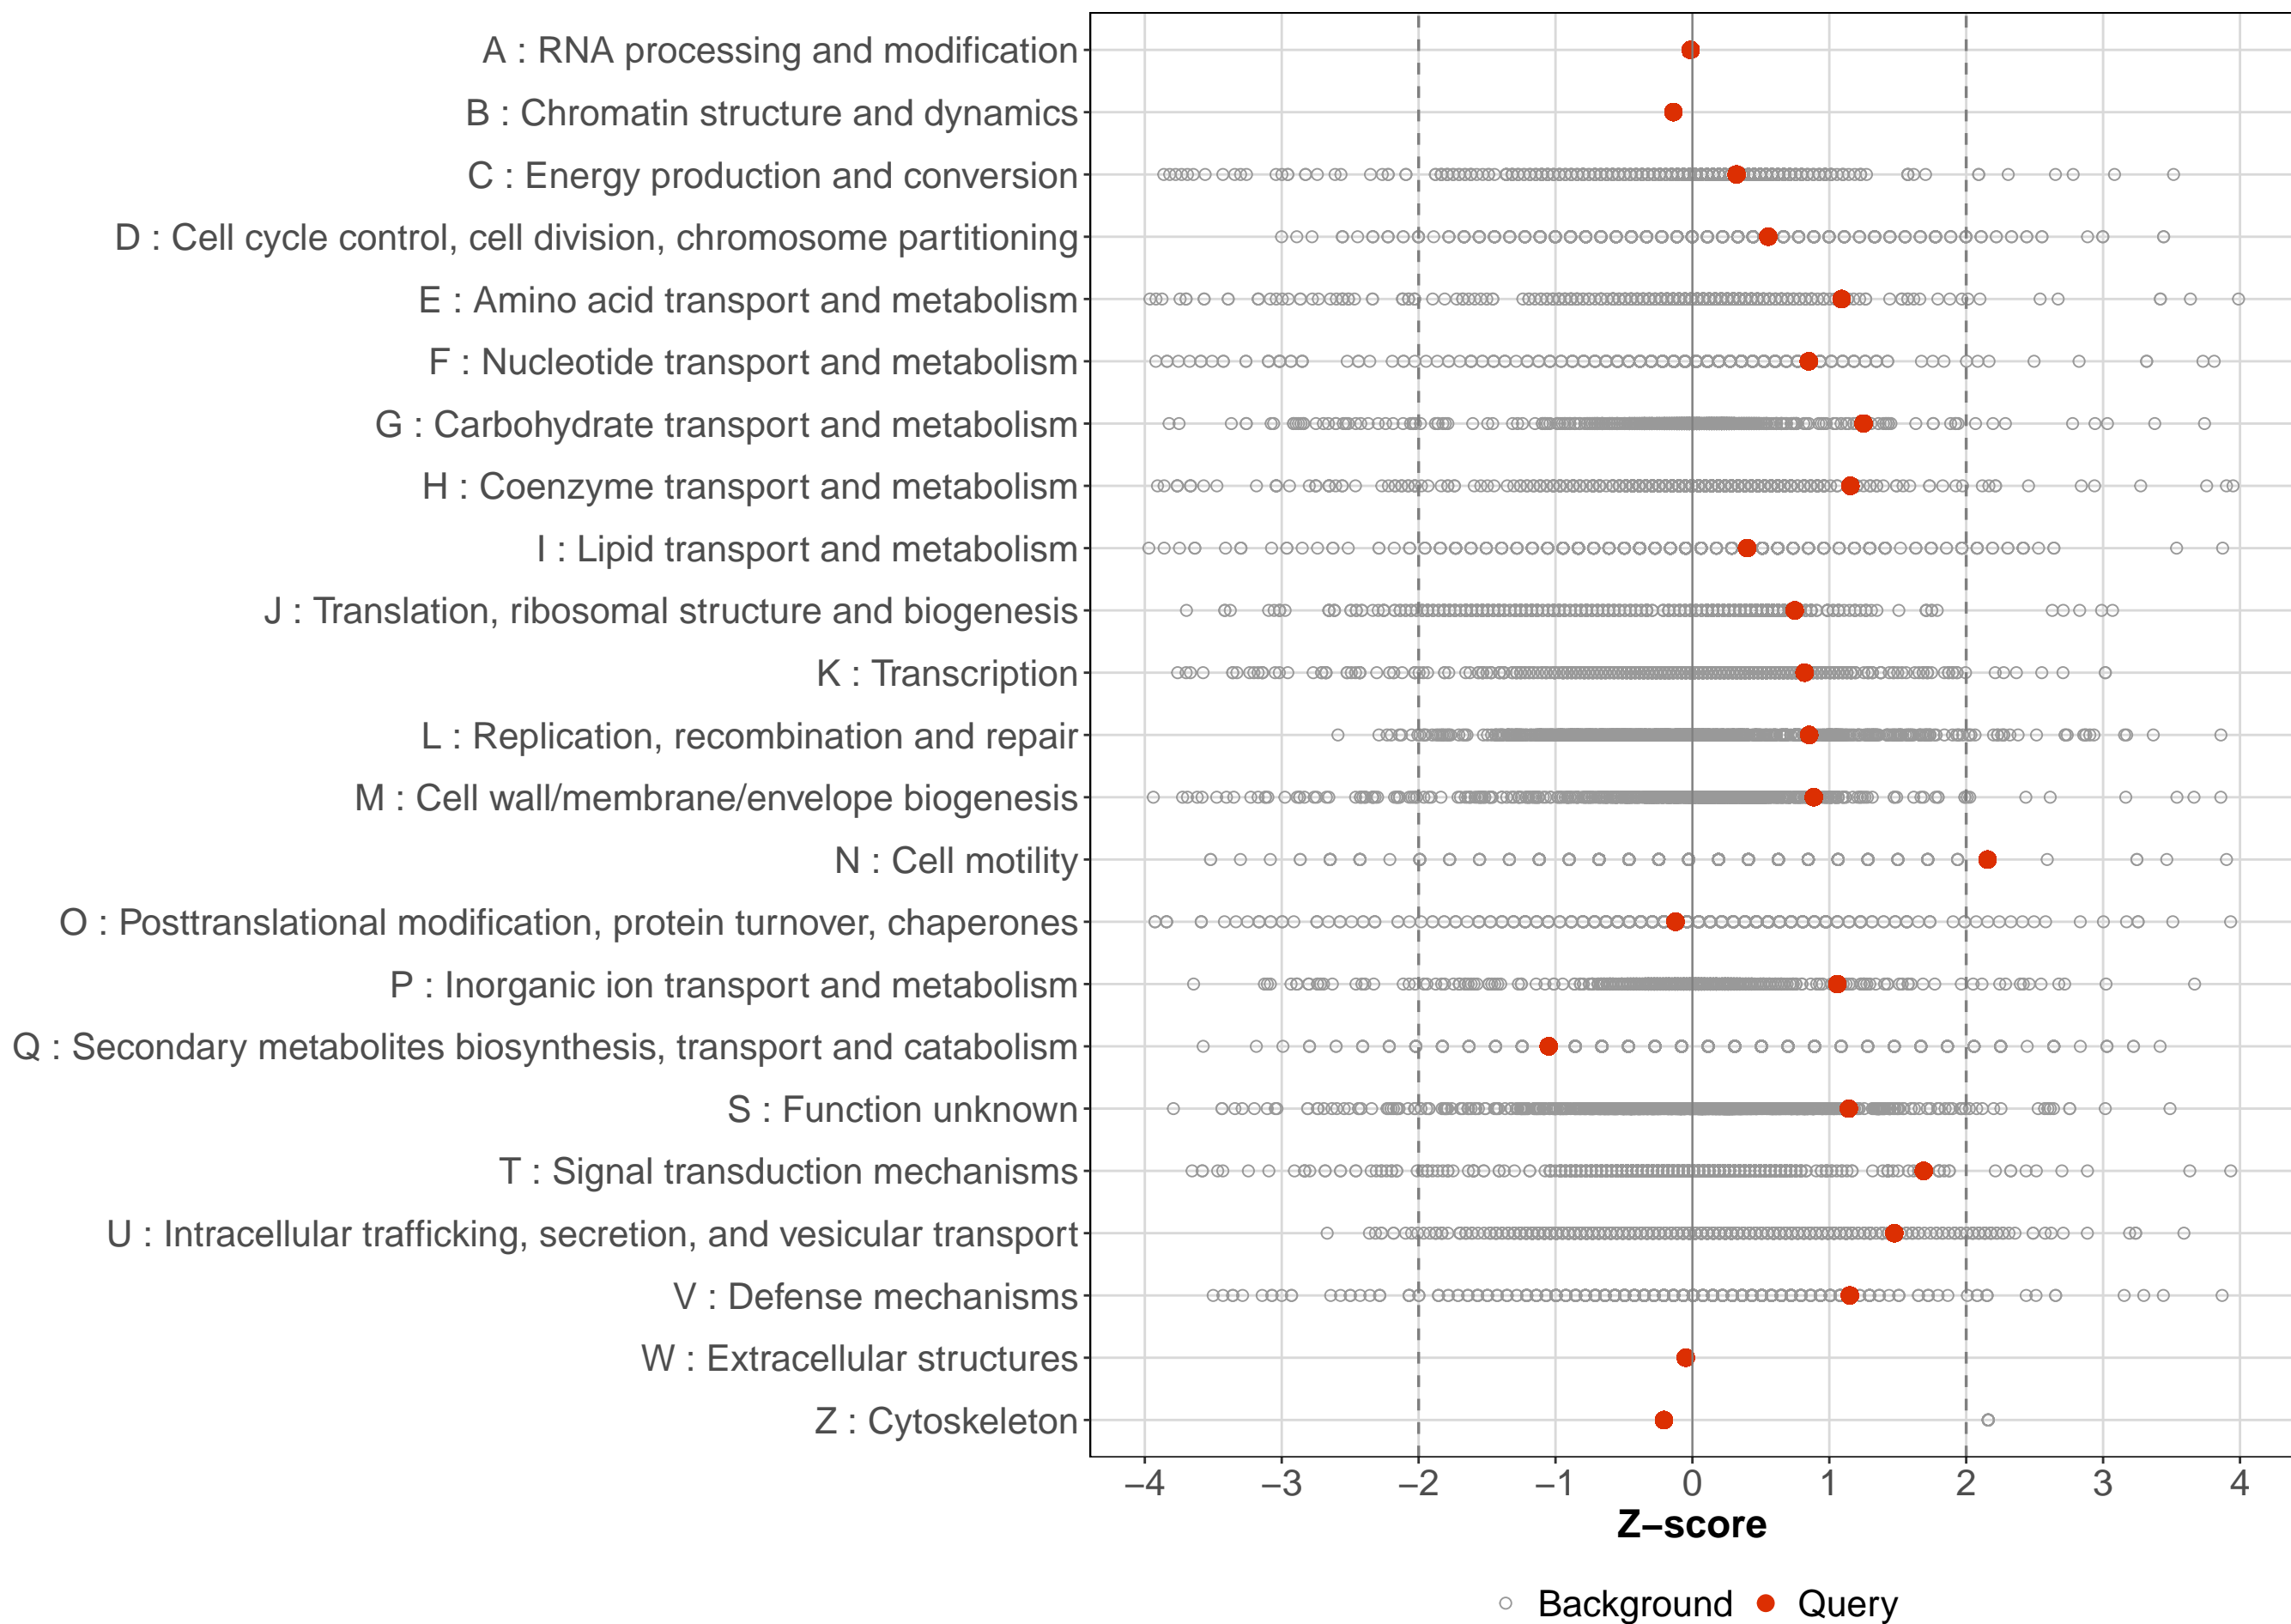 A : RNA processing and modification
B : Chromatin structure and dynamics
C : Energy production and conversion
D : Cell cycle control, cell division, chromosome partitioning
E : Amino acid transport and metabolism
F : Nucleotide transport and metabolism
G : Carbohydrate transport and metabolism
H : Coenzyme transport and metabolism
I : Lipid transport and metabolism
J : Translation, ribosomal structure and biogenesis
K : Transcription
L : Replication, recombination and repair
M : Cell wall/membrane/envelope biogenesis
N : Cell motility
O : Posttranslational modification, protein turnover, chaperones
P : Inorganic ion transport and metabolism
Q : Secondary metabolites biosynthesis, transport and catabolism
S : Function unknown
T : Signal transduction mechanisms
U : Intracellular trafficking, secretion, and vesicular transport
V : Defense mechanisms
W : Extracellular structures
Z : Cytoskeleton
−4 −3 −2 −1 0 1 2 3 4
Z−score
Background Query